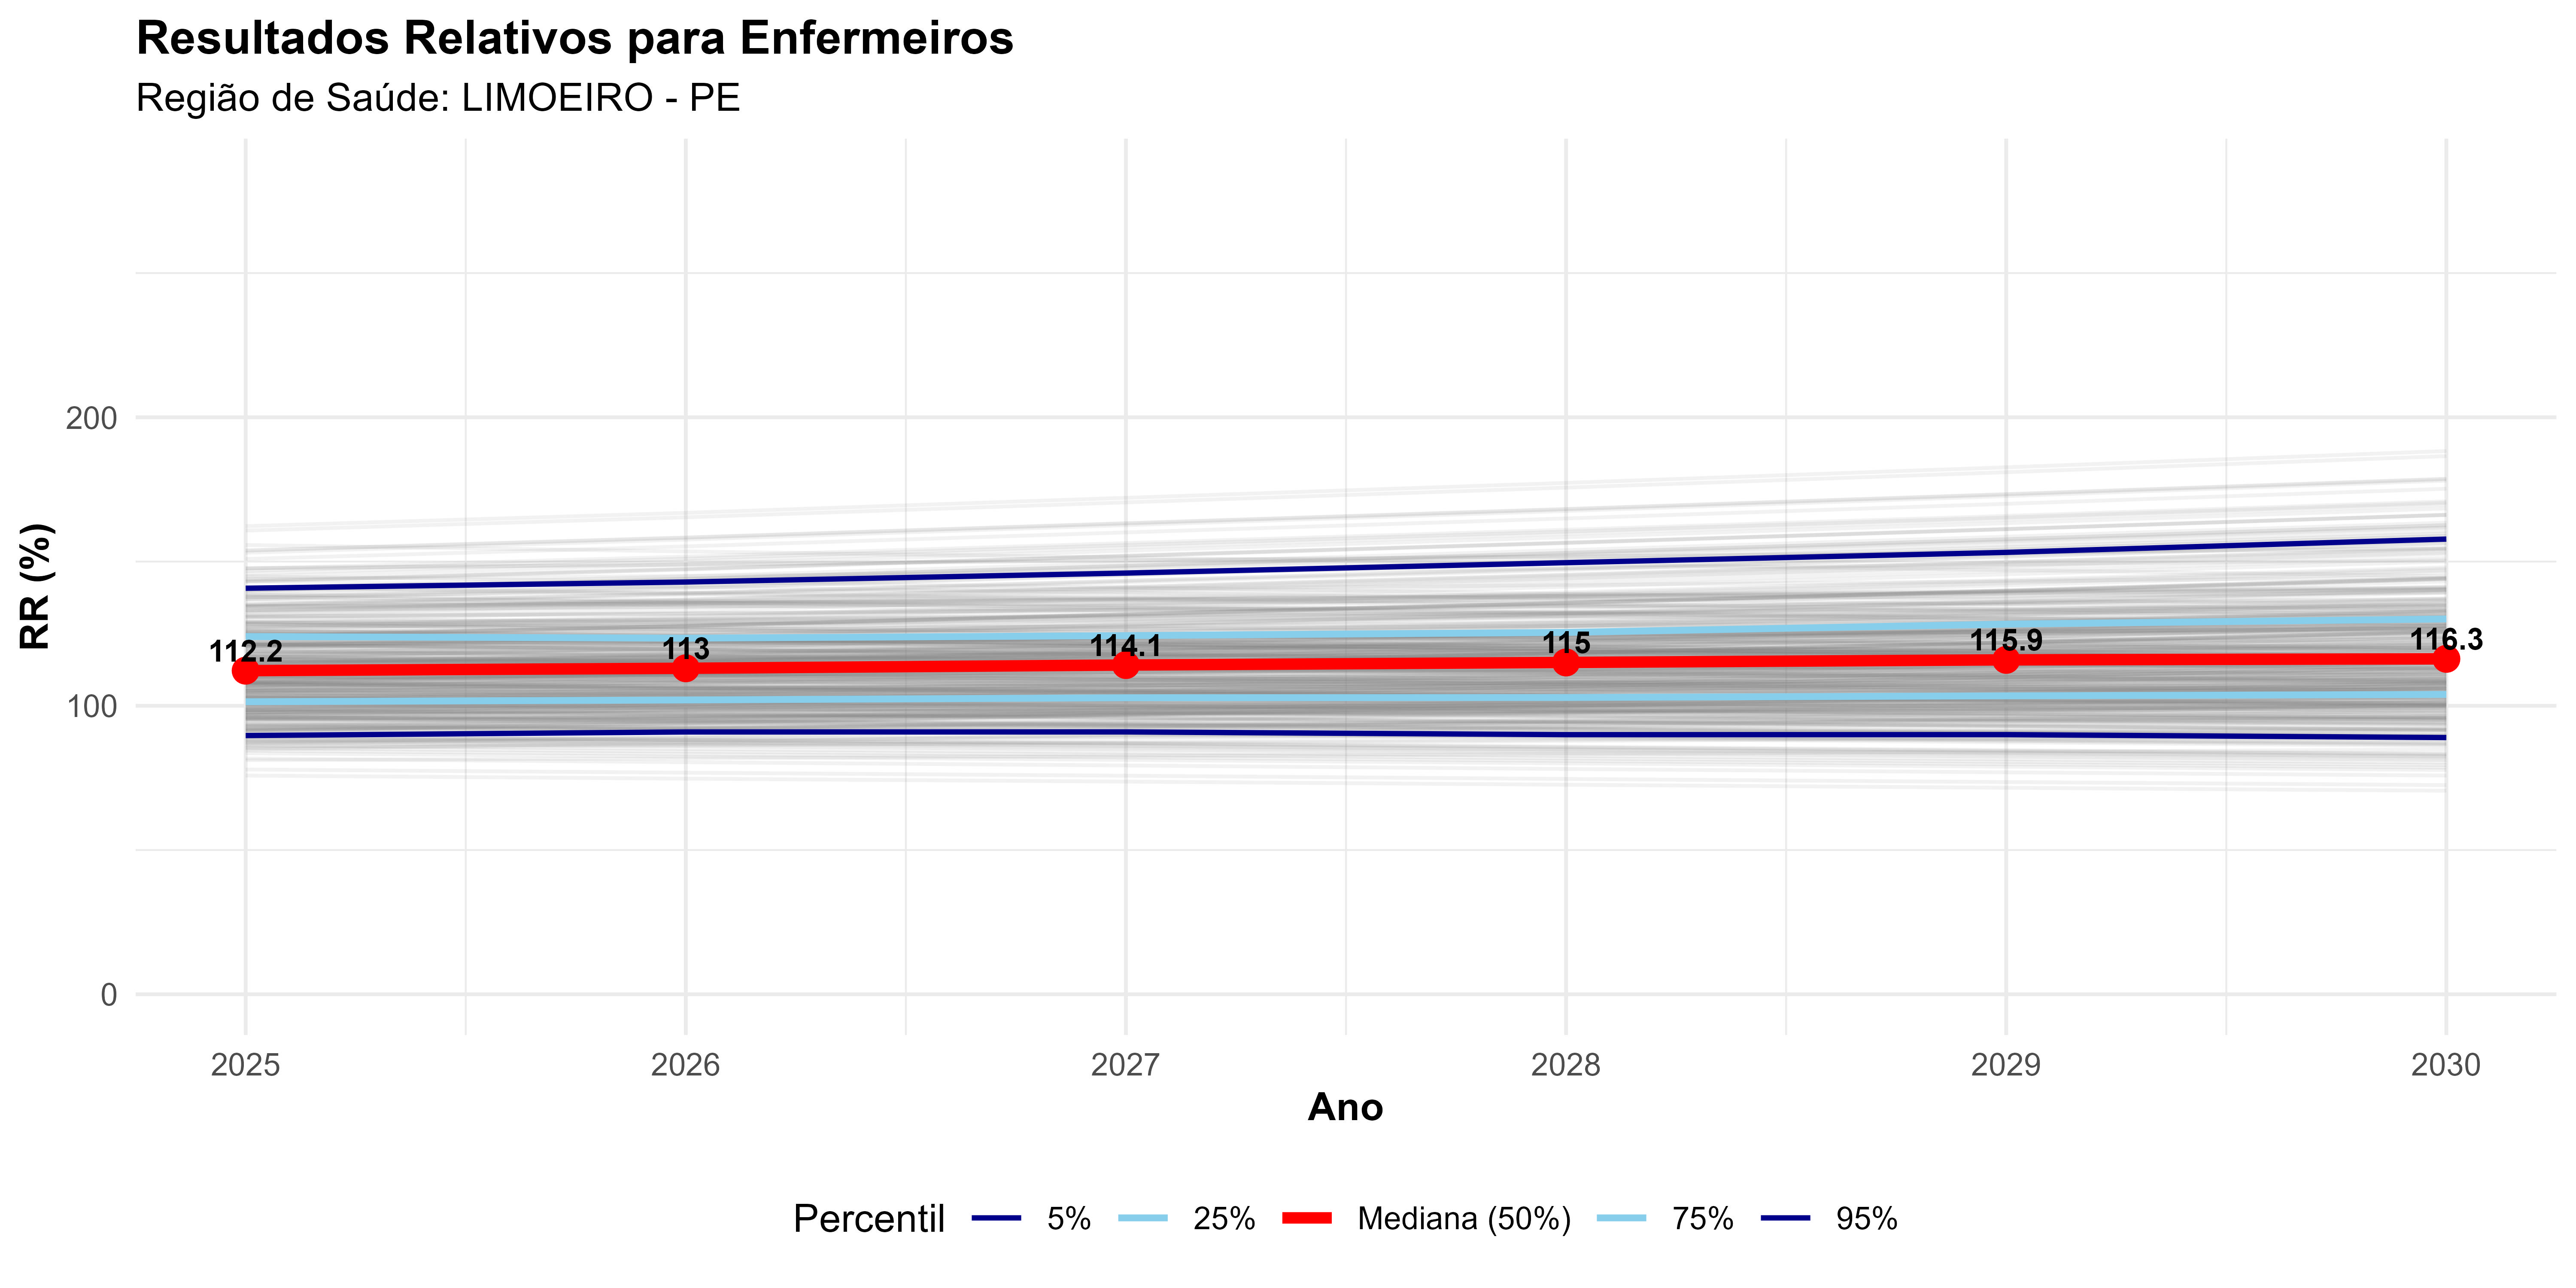 Resultados Relativos para Enfermeiros
Região de Saúde: LIMOEIRO - PE
RR (%)
200
100
0
112.2
113
114.1
115
115.9
116.3
2025 2026 2027 2028 2029 2030
Ano
Percentil 5% 25% Mediana (50%) 75% 95%